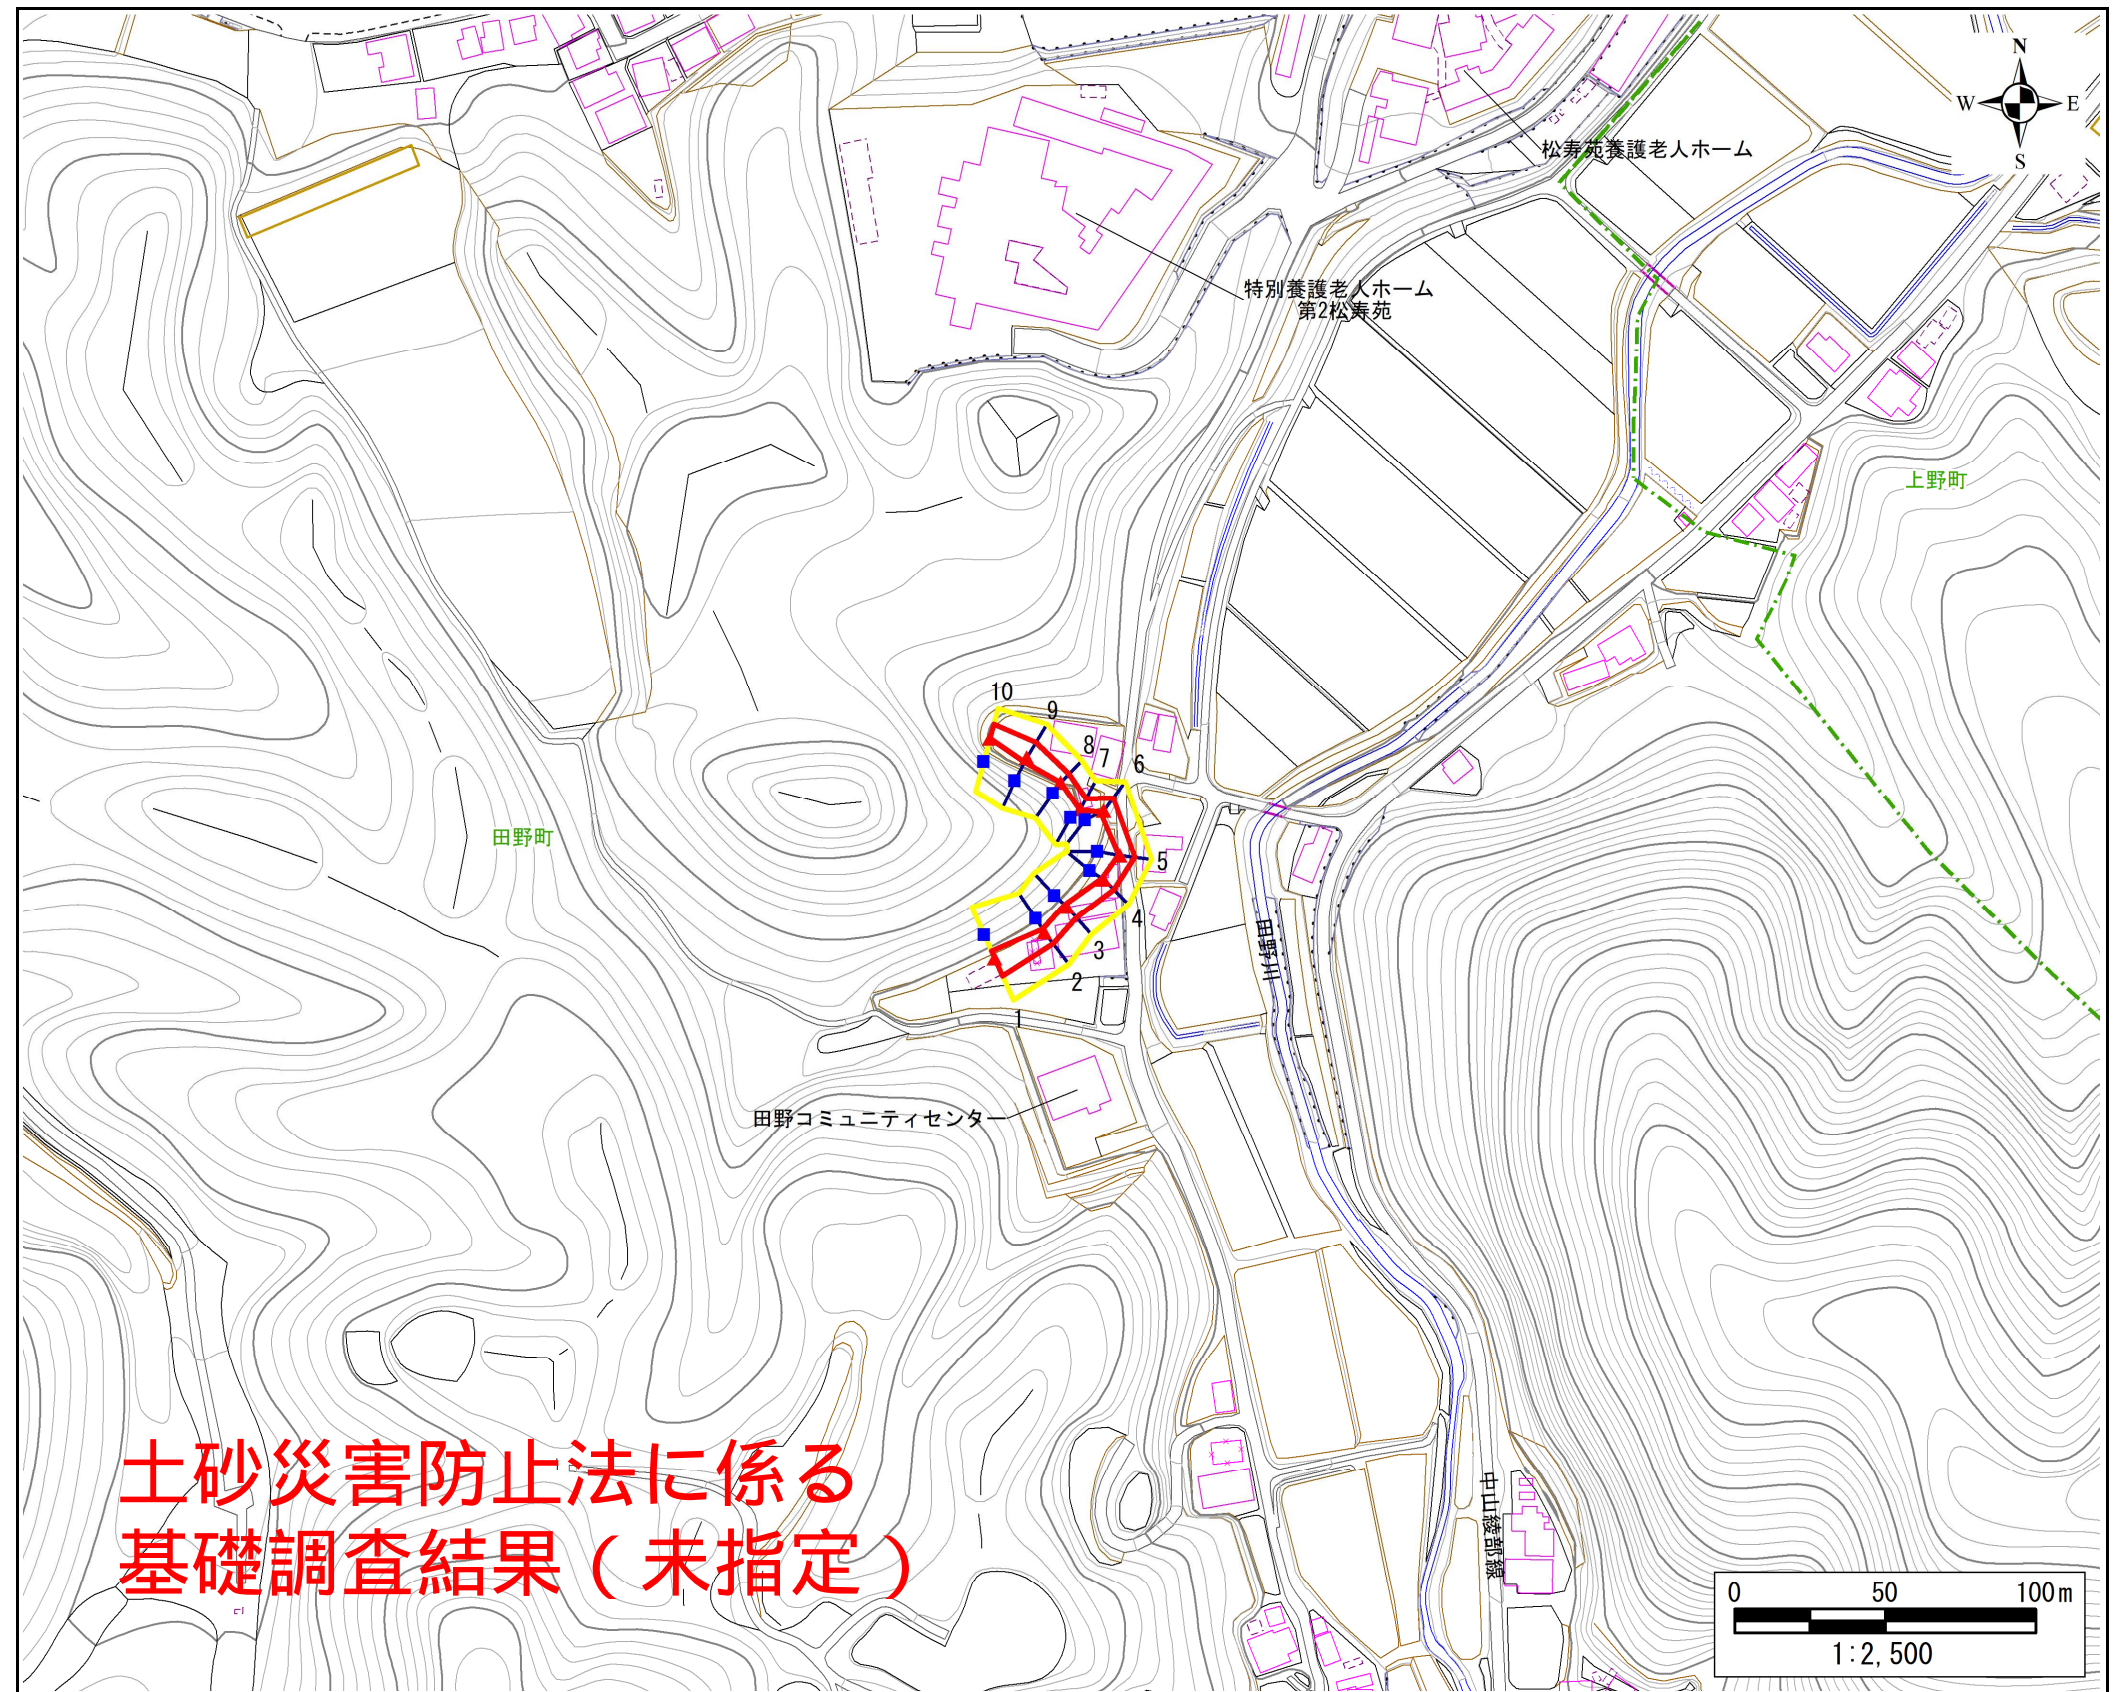 N
W E
S
松寿苑養護老人ホーム
特別養護老人ホーム
第2松寿苑
上野町
10
9
8
7
6
田野町
5
4
3
2
1
田野川
田野コミュニティセンター
中山綾部線
土砂災害防止法に係る
基礎調査結果(未指定)
0 50 100m
1:2,500